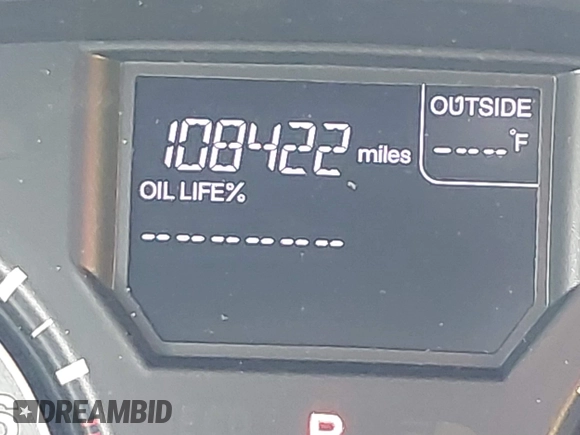 OUTSIDE
108422 miles
----- °F
OIL LIFE%
----------
P
DREAMBID